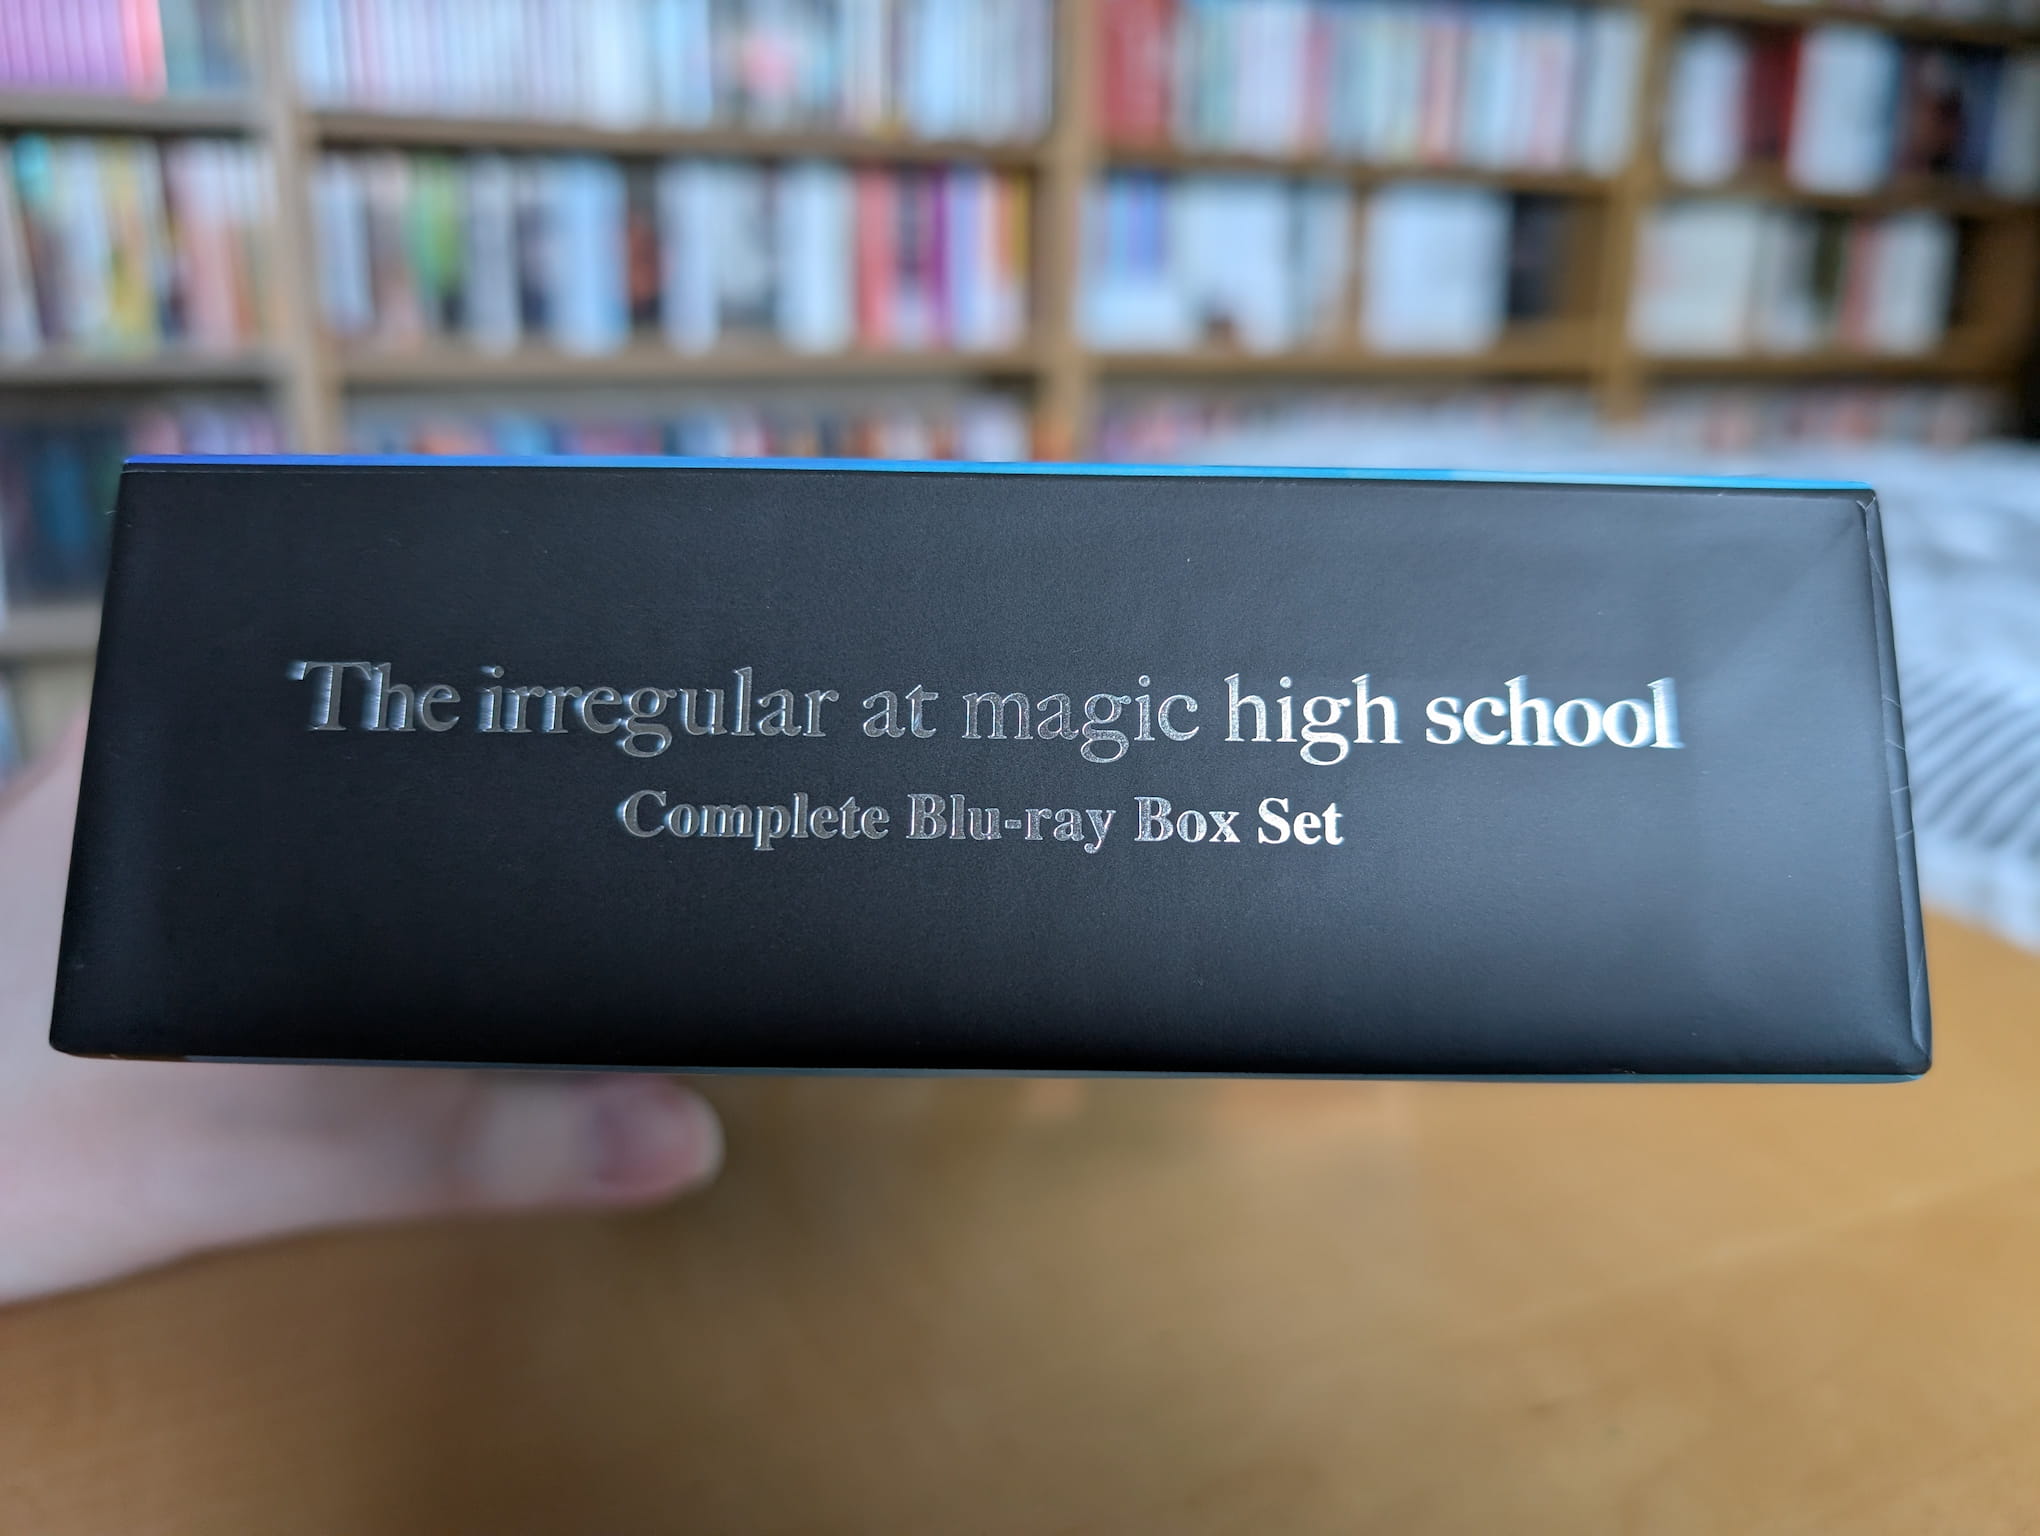 The irregular at magic high school
Complete Blu-ray Box Set